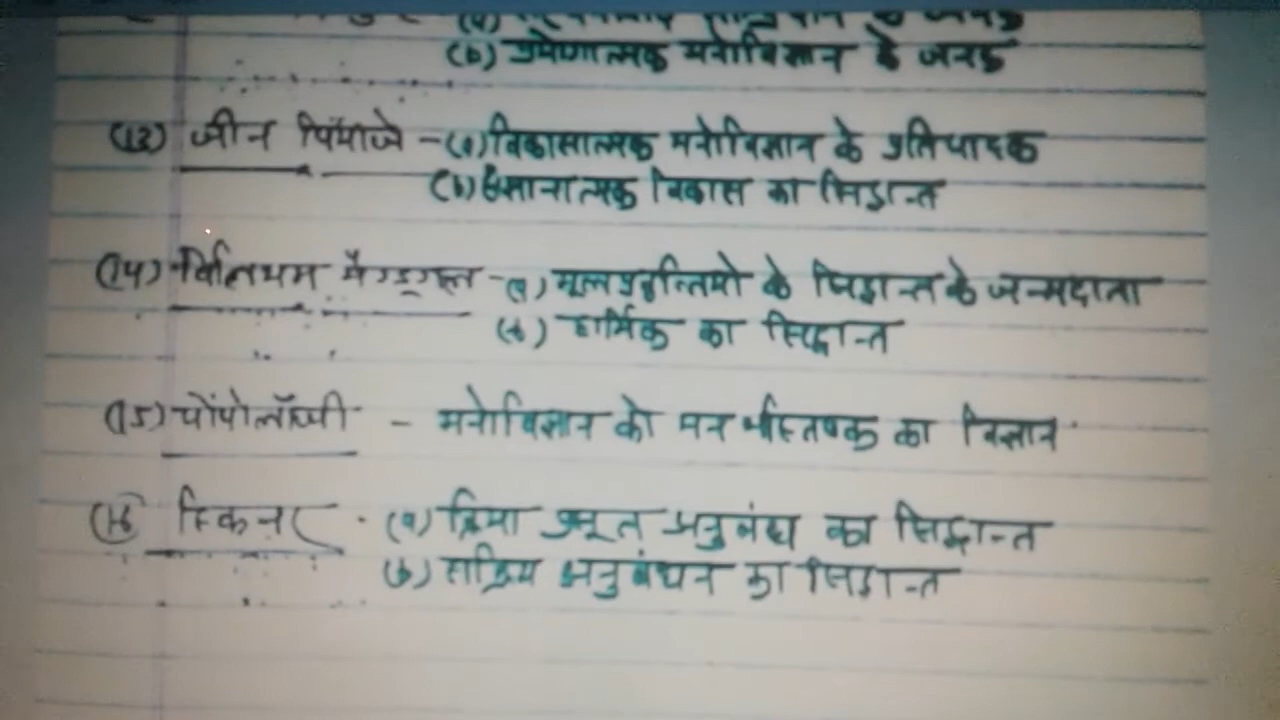 (b) प्रयोगात्मक मनोविज्ञान के जनक
(13) जीन पियाजे - (a) विकासात्मक मनोविज्ञान के प्रतिपादक
(b) संज्ञानात्मक विकास का सिद्धान्त
(14) विलियम मैग्डूगल - (a) मूलप्रवृत्तियो के सिद्धान्त के जन्मदाता
(b) हार्मिक का सिद्धान्त
(15) पोंपोलॉजी - मनोविज्ञान को मन मस्तिष्क का विज्ञान
(16) स्किनर - (a) क्रिया प्रसूत अनुबंध का सिद्धान्त
(b) सक्रिय अनुबंधन का सिद्धान्त